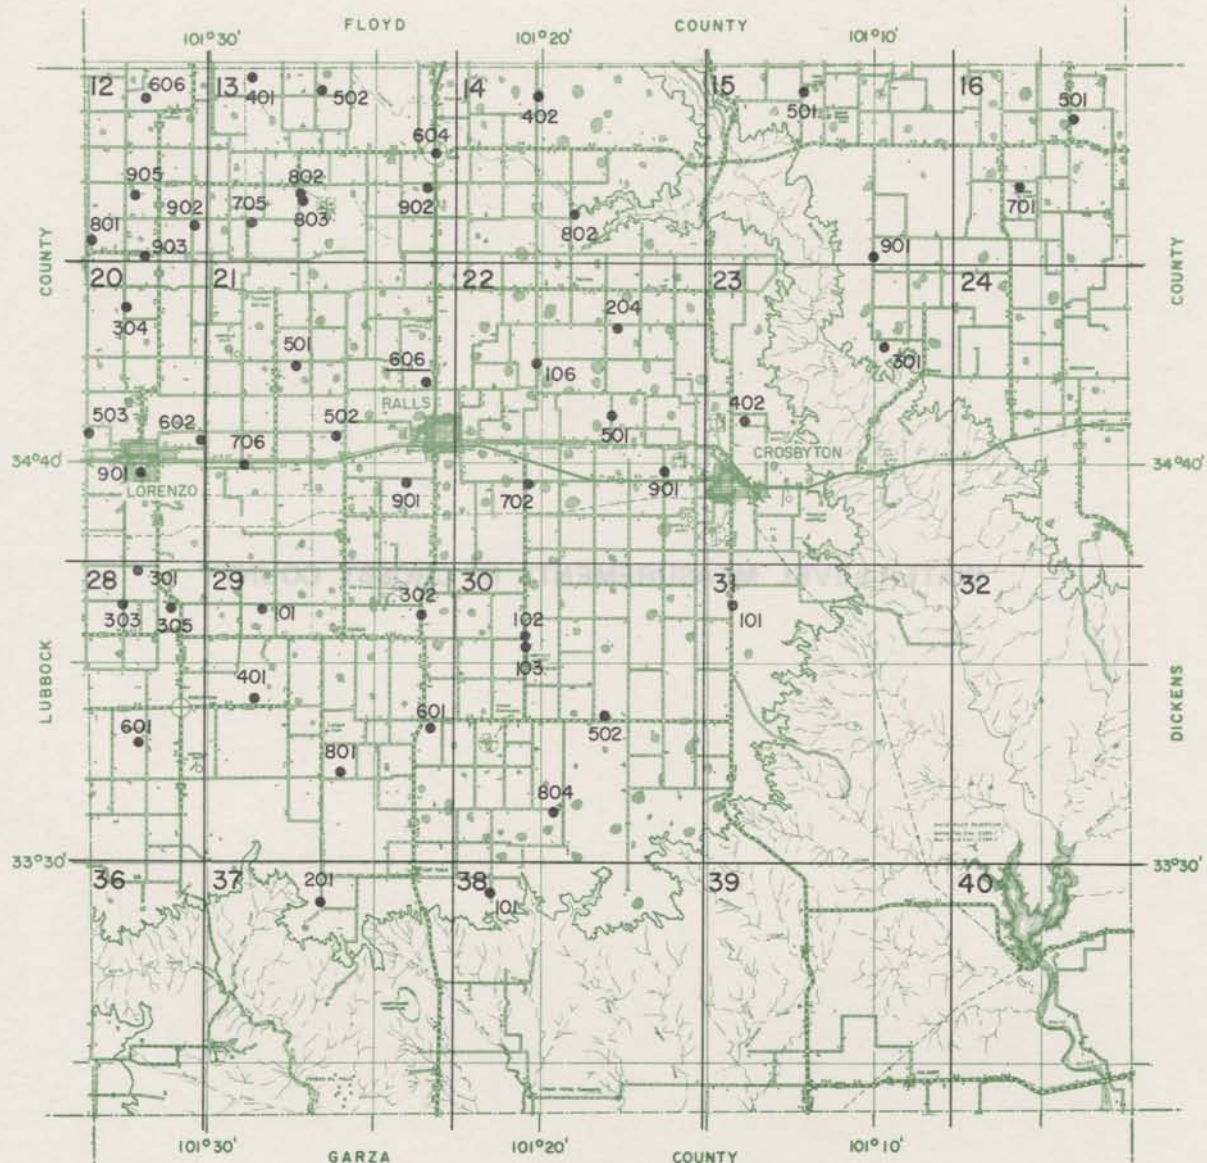 FLOYD COUNTY
101°30' 101°20' 101°10'
12 606 13 401 502 14 402 15 501 16 501
604
905 802 705 803 902 902 802 701
801 903 901
COUNTY COUNTY
20 21 22 23 24
304 204
501 606 106 301
RALLS
503 602 502 501 402
706 CROSBYTON
34°40' 34°40'
901 LORENZO 901 702 901
28 301 29 302 30 31 32
303 305 101 102 101
103
LUBBOCK DICKENS
401
601 601 502
801
804
33°30' 33°30'
36 37 201 38 101 39 40
101°30' 101°20' 101°10'
GARZA COUNTY